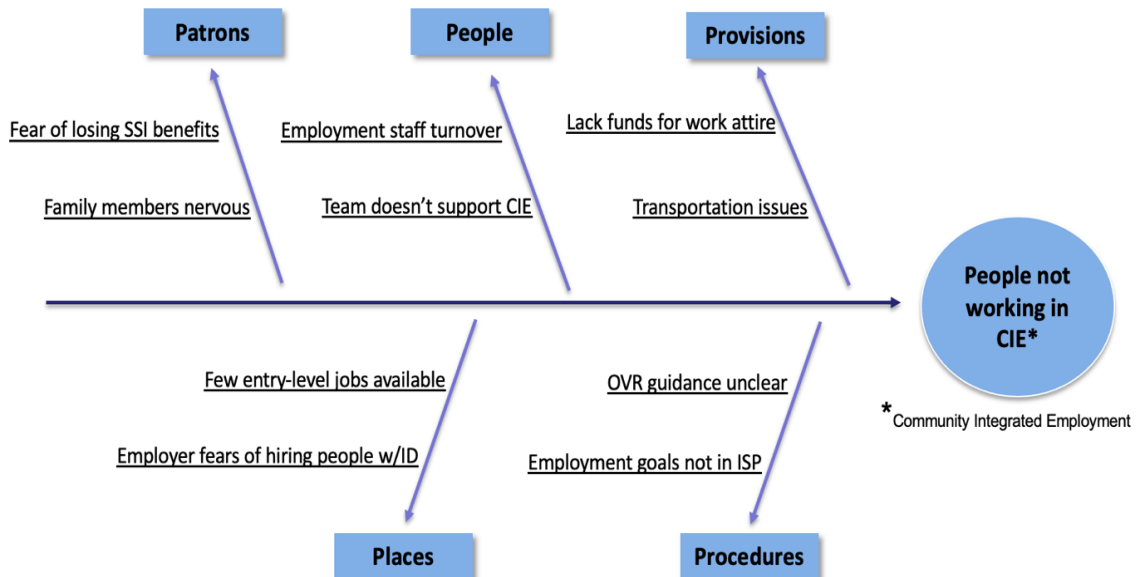 Patrons
People
Provisions
Fear of losing SSI benefits
Employment staff turnover
Lack funds for work attire
Family members nervous
Team doesn’t support CIE
Transportation issues
People not
working in
CIE*
Few entry-level jobs available
OVR guidance unclear
*Community Integrated Employment
Employer fears of hiring people w/ID
Employment goals not in ISP
Places
Procedures